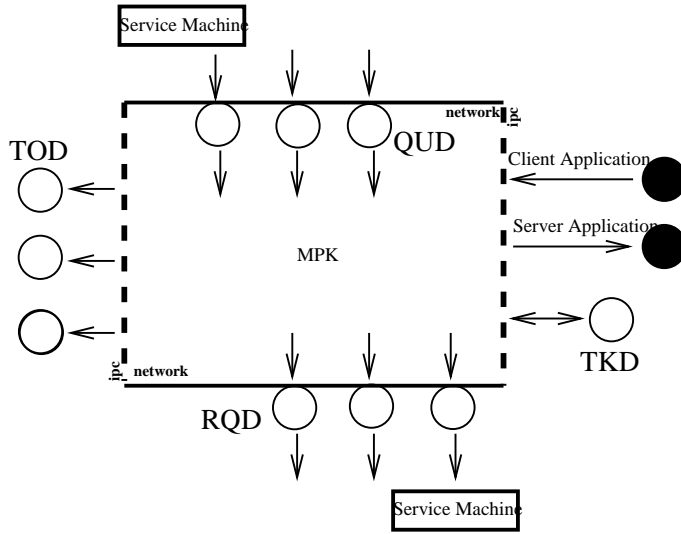 Service Machine
network
ipc
TOD
QUD
Client Application
Server Application
MPK
TKD
ipc
network
RQD
Service Machine